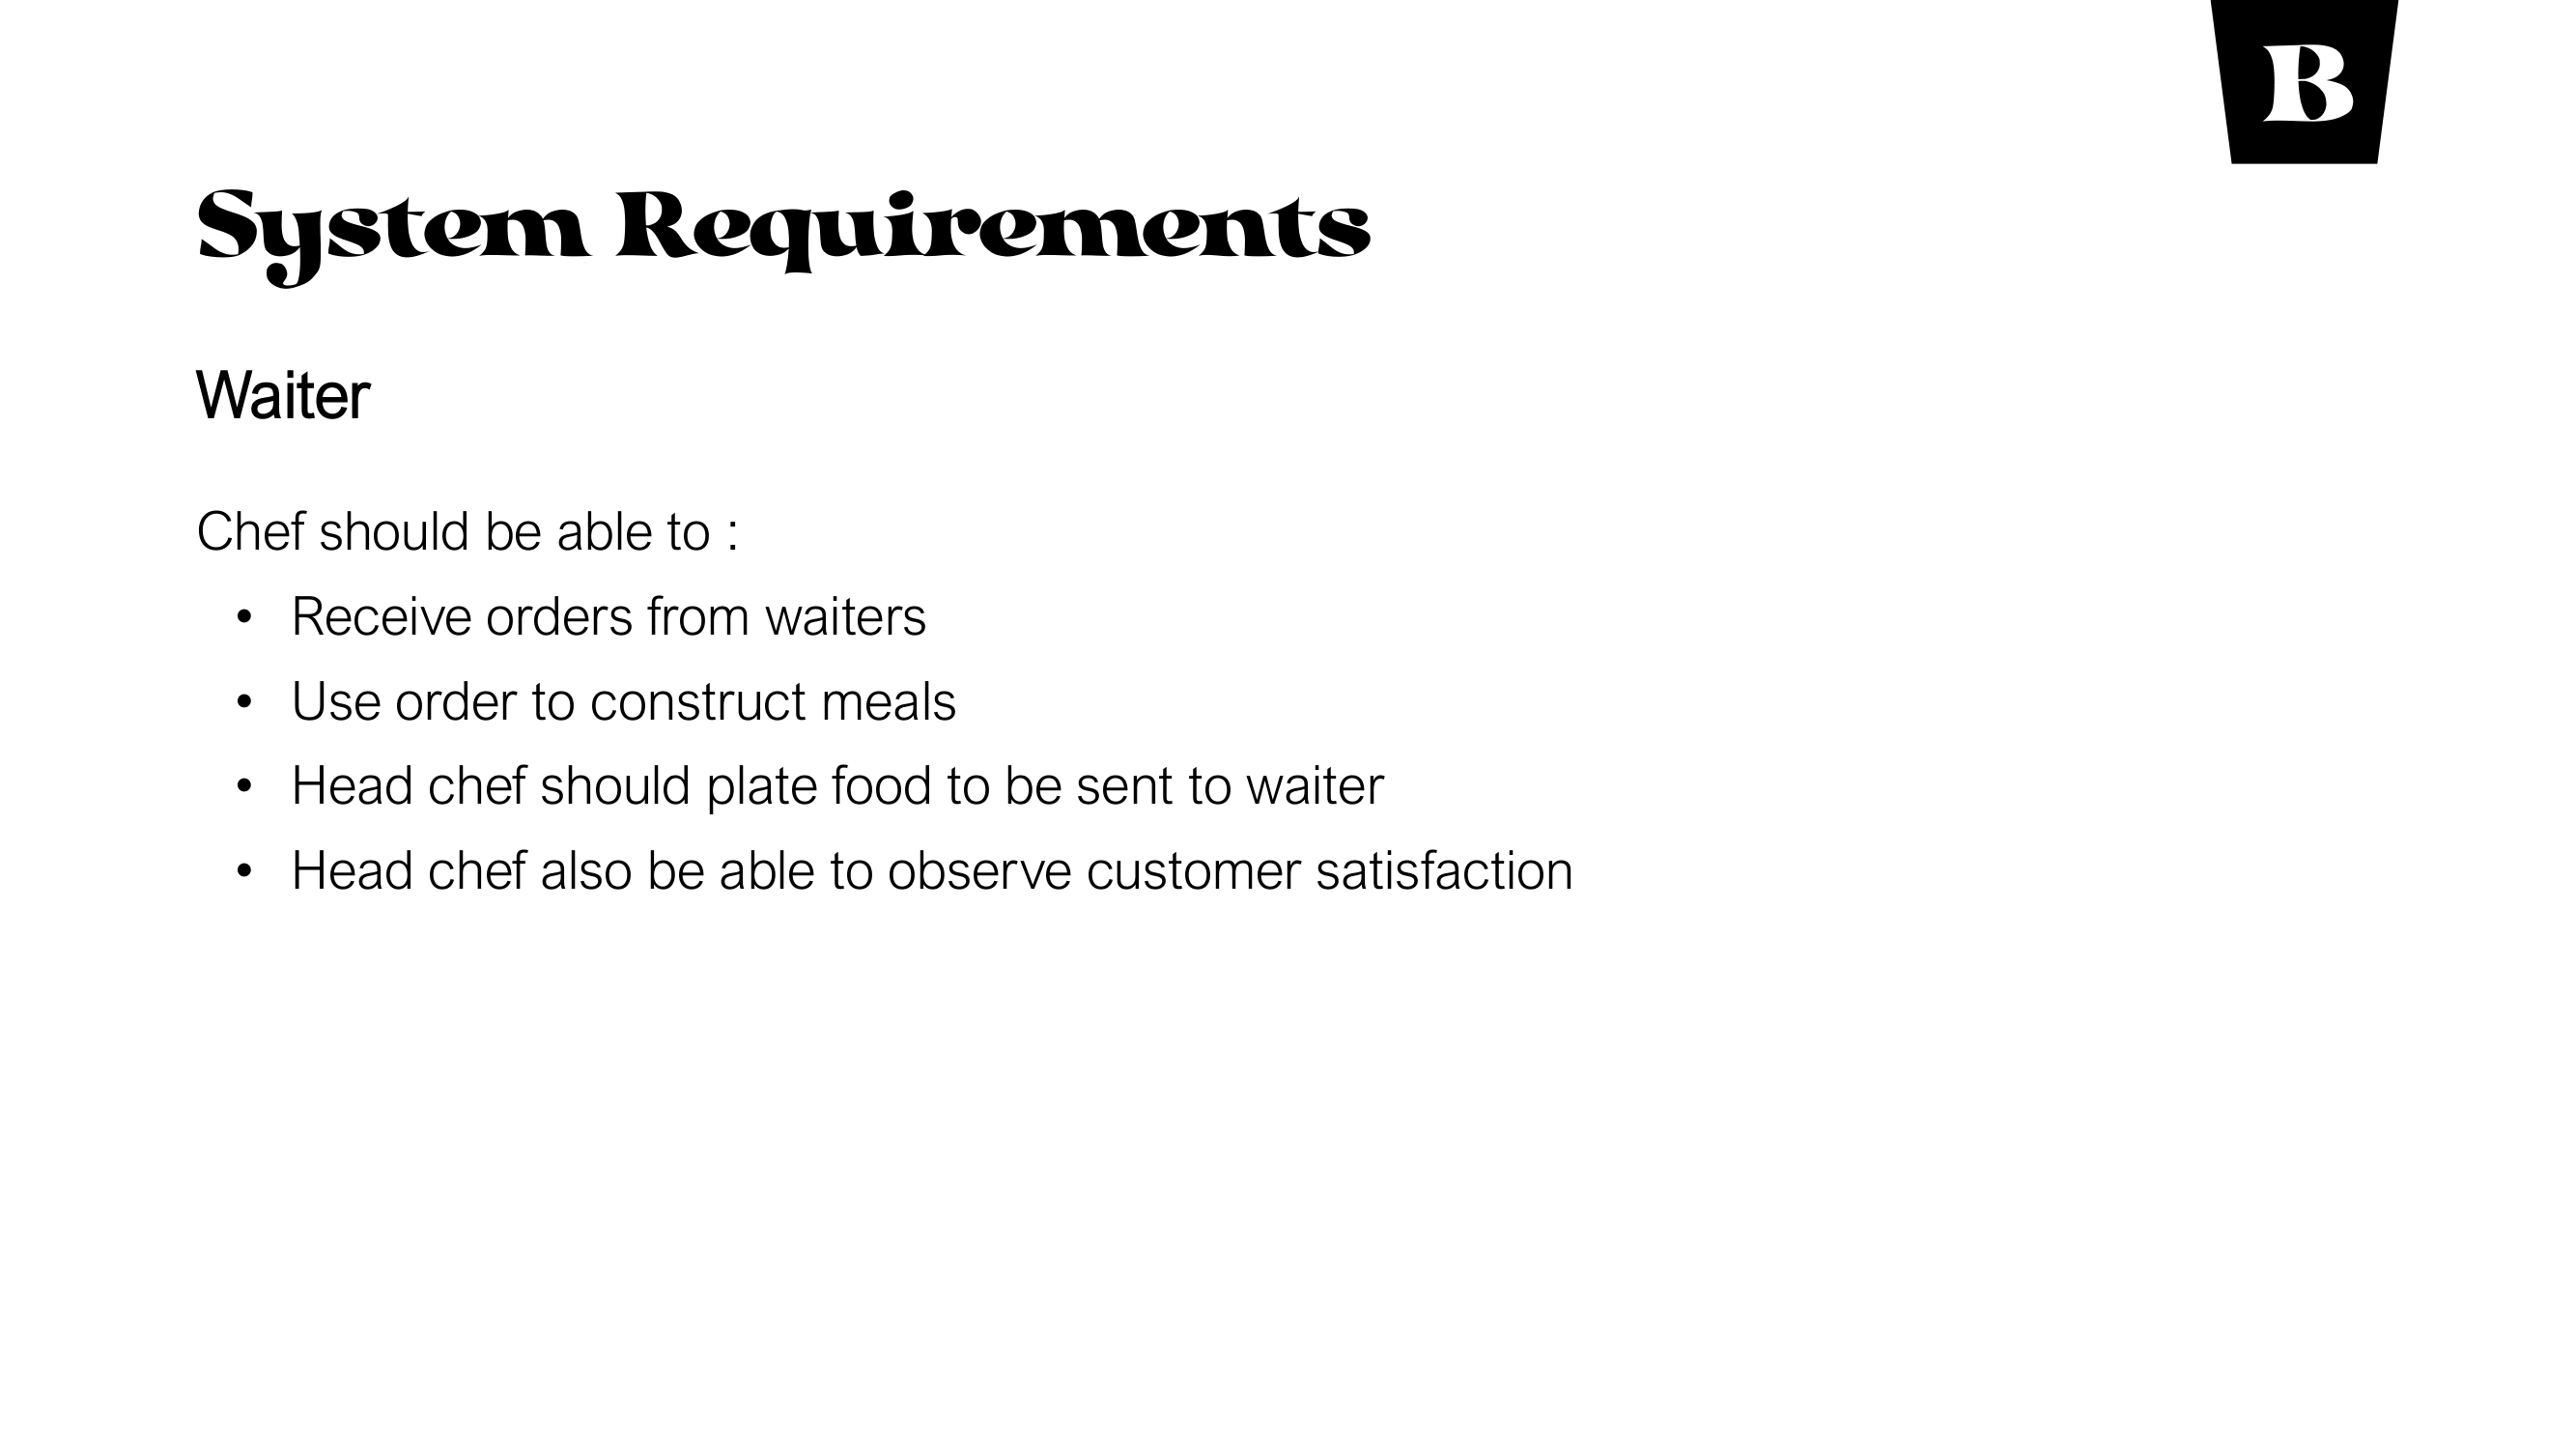 B
System Requirements
Waiter
Chef should be able to :
• Receive orders from waiters
• Use order to construct meals
• Head chef should plate food to be sent to waiter
• Head chef also be able to observe customer satisfaction